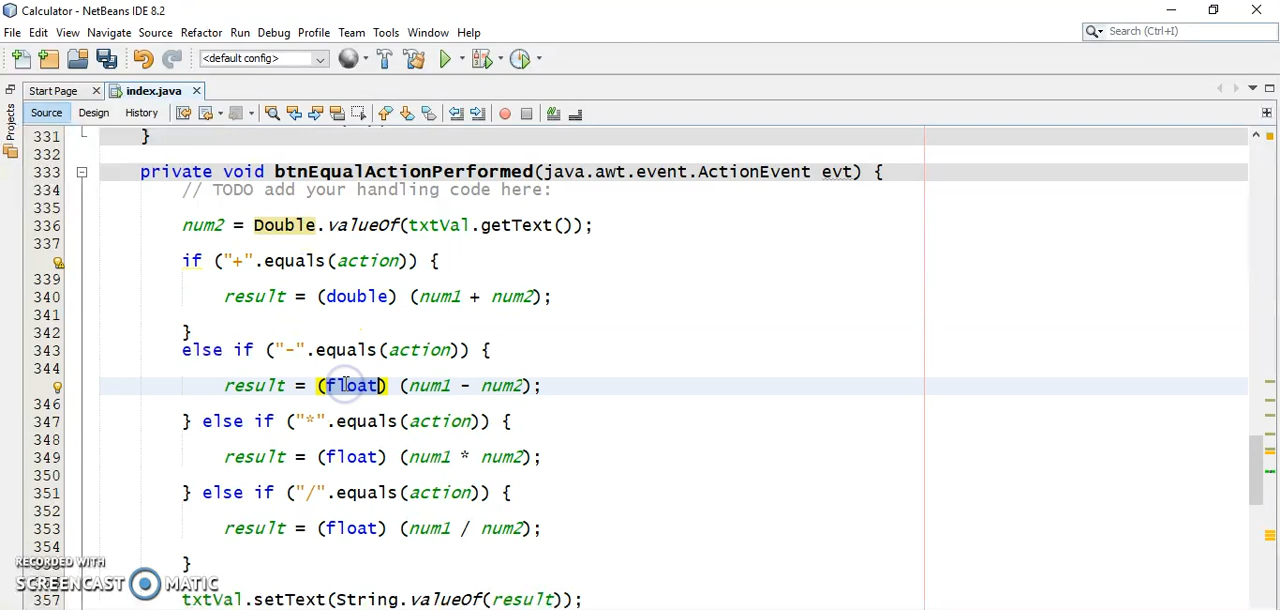 Calculator - NetBeans IDE 8.2
File Edit View Navigate Source Refactor Run Debug Profile Team Tools Window Help
Search (Ctrl+I)
<default config>
Start Page index.java
Source Design History
Projects
331 }
332
333 private void btnEqualActionPerformed(java.awt.event.ActionEvent evt) {
334 // TODO add your handling code here:
335
336 num2 = Double.valueOf(txtVal.getText());
337
if ("+".equals(action)) {
339
340 result = (double) (num1 + num2);
341
342 }
343 else if ("-".equals(action)) {
344
result = (float) (num1 - num2);
346
347 } else if ("*".equals(action)) {
348
349 result = (float) (num1 * num2);
350
351 } else if ("/".equals(action)) {
352
353 result = (float) (num1 / num2);
354
}
357 txtVal.setText(String.valueOf(result));
RECORDED WITH
SCREENCAST MATIC